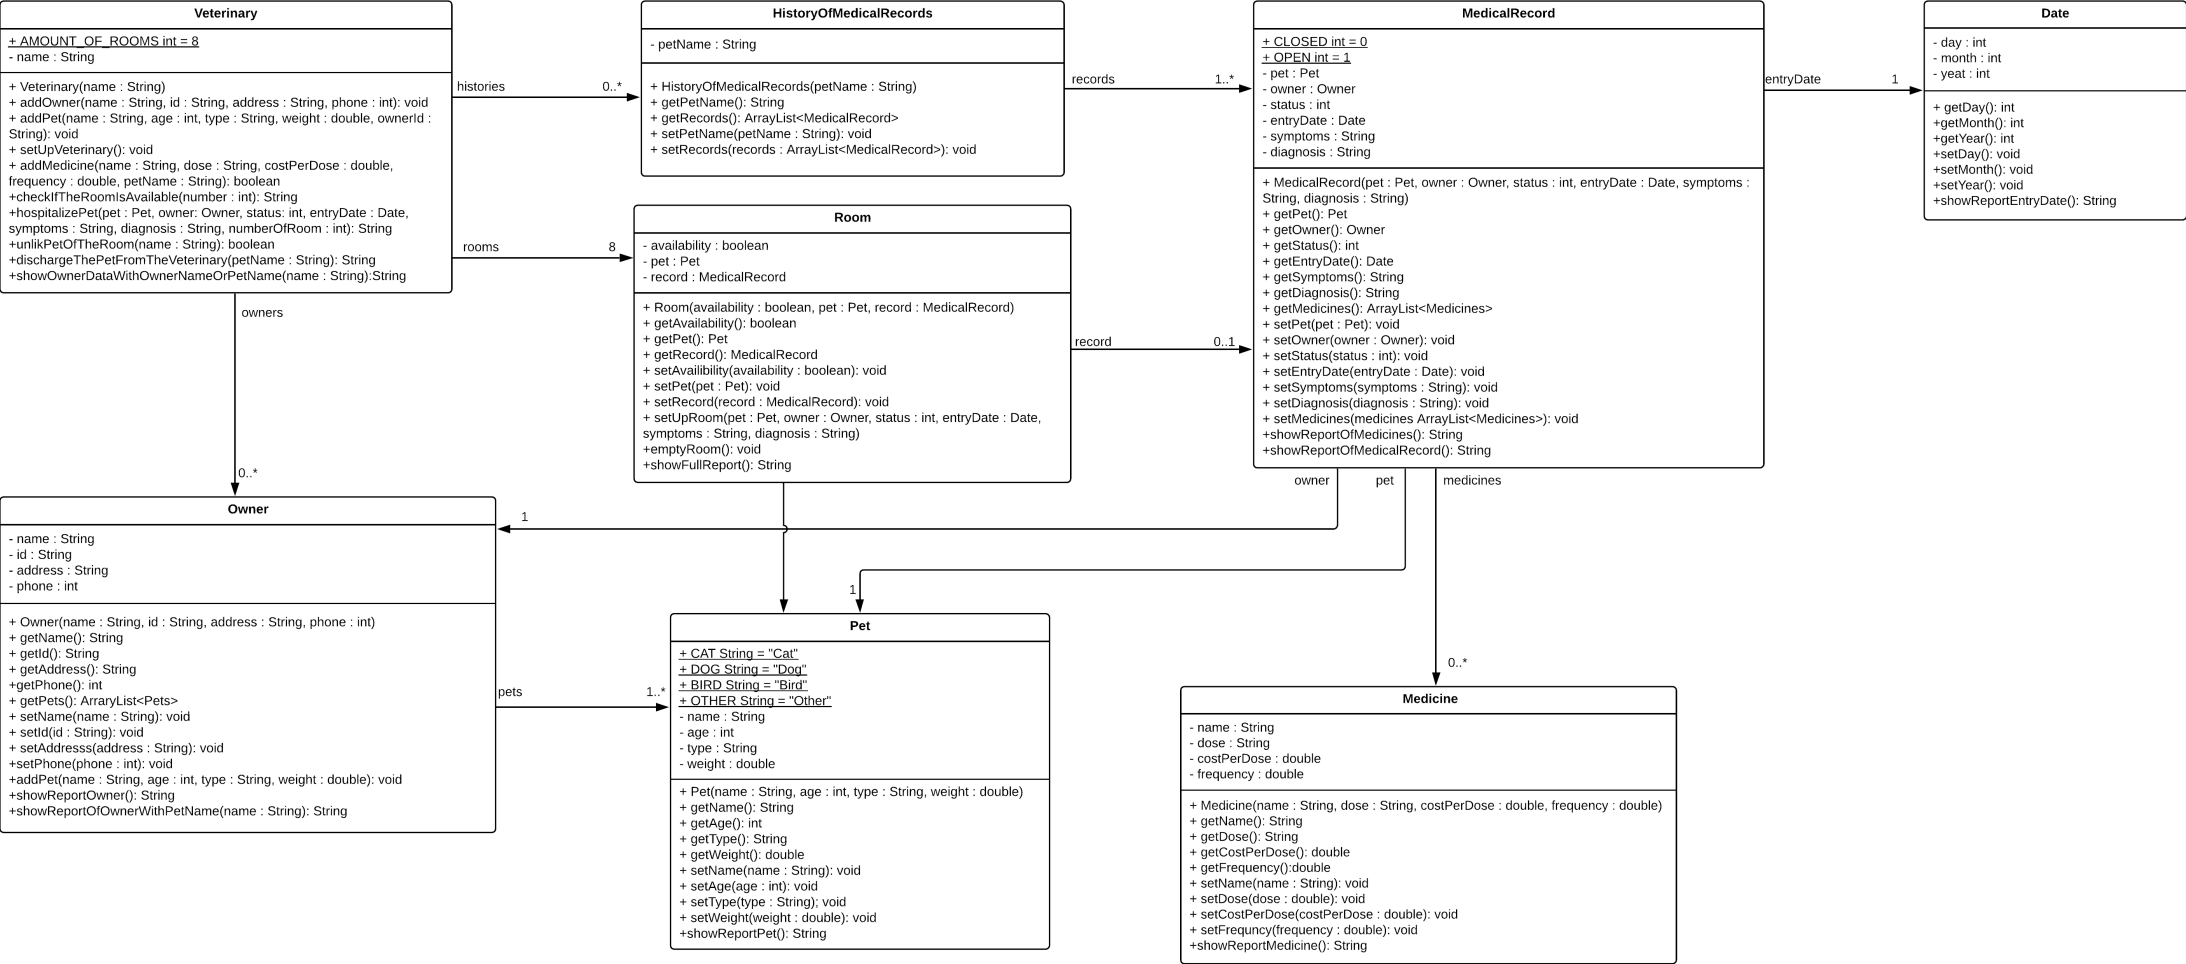 Veterinary
+ AMOUNT_OF_ROOMS int = 8
- name : String
+ Veterinary(name : String)
+ addOwner(name : String, id : String, address : String, phone : int): void
+ addPet(name : String, age : int, type : String, weight : double, ownerId :
String): void
+ setUpVeterinary(): void
+ addMedicine(name : String, dose : String, costPerDose : double,
frequency : double, petName : String): boolean
+checkIfTheRoomIsAvailable(number : int): String
+hospitalizePet(pet : Pet, owner: Owner, status: int, entryDate : Date,
symptoms : String, diagnosis : String, numberOfRoom : int): String
+unlikPetOfTheRoom(name : String): boolean
+dischargeThePetFromTheVeterinary(petName : String): String
+showOwnerDataWithOwnerNameOrPetName(name : String):String
histories
0..*
rooms
8
owners
0..*
HistoryOfMedicalRecords
- petName : String
+ HistoryOfMedicalRecords(petName : String)
+ getPetName(): String
+ getRecords(): ArrayList<MedicalRecord>
+ setPetName(petName : String): void
+ setRecords(records : ArrayList<MedicalRecord>): void
records
1..*
Room
- availability : boolean
- pet : Pet
- record : MedicalRecord
+ Room(availability : boolean, pet : Pet, record : MedicalRecord)
+ getAvailability(): boolean
+ getPet(): Pet
+ getRecord(): MedicalRecord
+ setAvailibility(availability : boolean): void
+ setPet(pet : Pet): void
+ setRecord(record : MedicalRecord): void
+ setUpRoom(pet : Pet, owner : Owner, status : int, entryDate : Date,
symptoms : String, diagnosis : String)
+emptyRoom(): void
+showFullReport(): String
record
0..1
MedicalRecord
+ CLOSED int = 0
+ OPEN int = 1
- pet : Pet
- owner : Owner
- status : int
- entryDate : Date
- symptoms : String
- diagnosis : String
+ MedicalRecord(pet : Pet, owner : Owner, status : int, entryDate : Date, symptoms :
String, diagnosis : String)
+ getPet(): Pet
+ getOwner(): Owner
+ getStatus(): int
+ getEntryDate(): Date
+ getSymptoms(): String
+ getDiagnosis(): String
+ getMedicines(): ArrayList<Medicines>
+ setPet(pet : Pet): void
+ setOwner(owner : Owner): void
+ setStatus(status : int): void
+ setEntryDate(entryDate : Date): void
+ setSymptoms(symptoms : String): void
+ setDiagnosis(diagnosis : String): void
+ setMedicines(medicines ArrayList<Medicines>): void
+showReportOfMedicines(): String
+showReportOfMedicalRecord(): String
entryDate
1
Date
- day : int
- month : int
- yeat : int
+ getDay(): int
+getMonth(): int
+getYear(): int
+setDay(): void
+setMonth(): void
+setYear(): void
+showReportEntryDate(): String
owner
pet
medicines
1
1
0..*
Owner
- name : String
- id : String
- address : String
- phone : int
+ Owner(name : String, id : String, address : String, phone : int)
+ getName(): String
+ getId(): String
+ getAddress(): String
+getPhone(): int
+ getPets(): ArraryList<Pets>
+ setName(name : String): void
+ setId(id : String): void
+ setAddresss(address : String): void
+setPhone(phone : int): void
+addPet(name : String, age : int, type : String, weight : double): void
+showReportOwner(): String
+showReportOfOwnerWithPetName(name : String): String
pets
1..*
Pet
+ CAT String = "Cat"
+ DOG String = "Dog"
+ BIRD String = "Bird"
+ OTHER String = "Other"
- name : String
- age : int
- type : String
- weight : double
+ Pet(name : String, age : int, type : String, weight : double)
+ getName(): String
+ getAge(): int
+ getType(): String
+ getWeight(): double
+ setName(name : String): void
+ setAge(age : int): void
+ setType(type : String); void
+ setWeight(weight : double): void
+showReportPet(): String
Medicine
- name : String
- dose : String
- costPerDose : double
- frequency : double
+ Medicine(name : String, dose : String, costPerDose : double, frequency : double)
+ getName(): String
+ getDose(): String
+ getCostPerDose(): double
+ getFrequency():double
+ setName(name : String): void
+ setDose(dose : double): void
+ setCostPerDose(costPerDose : double): void
+ setFrequncy(frequency : double): void
+showReportMedicine(): String